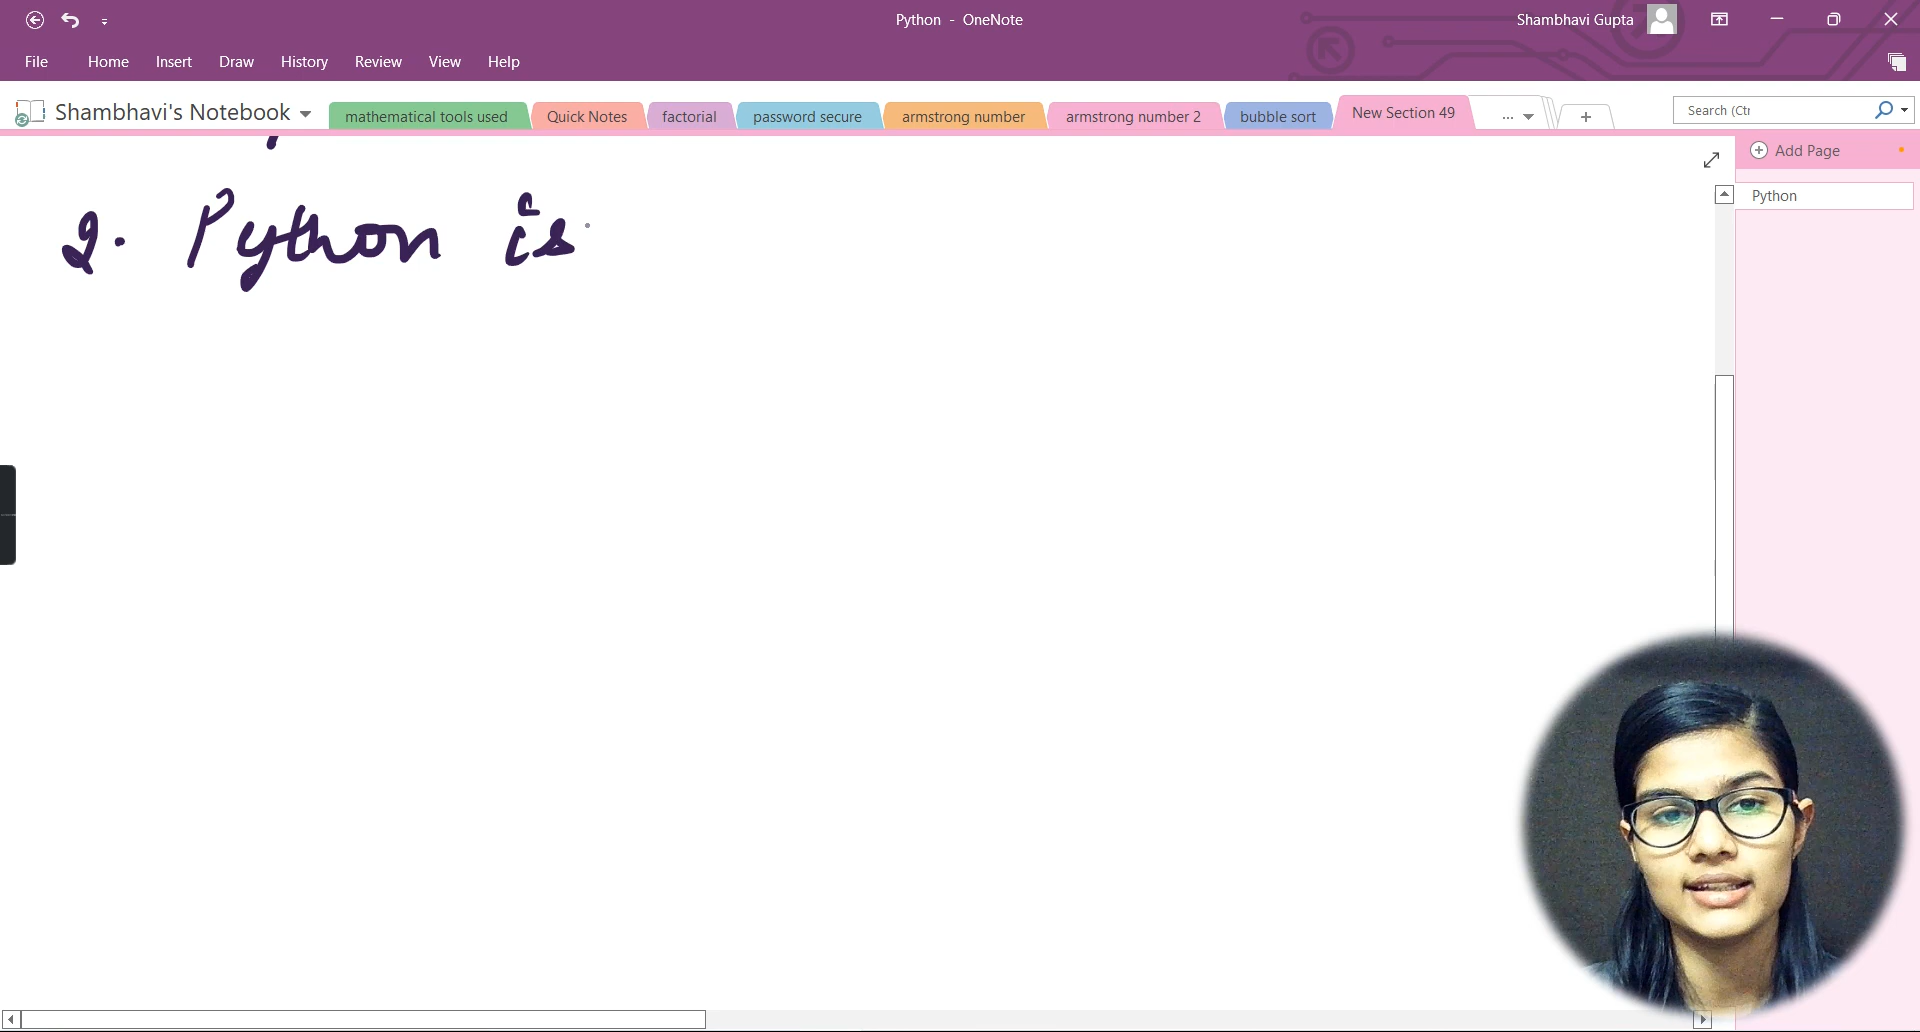 Python - OneNote
Shambhavi Gupta
File Home Insert Draw History Review View Help
Shambhavi's Notebook
mathematical tools used
Quick Notes
factorial
password secure
armstrong number
armstrong number 2
bubble sort
New Section 49
...
+
Search (Ctr
Add Page
Python
2. Python is